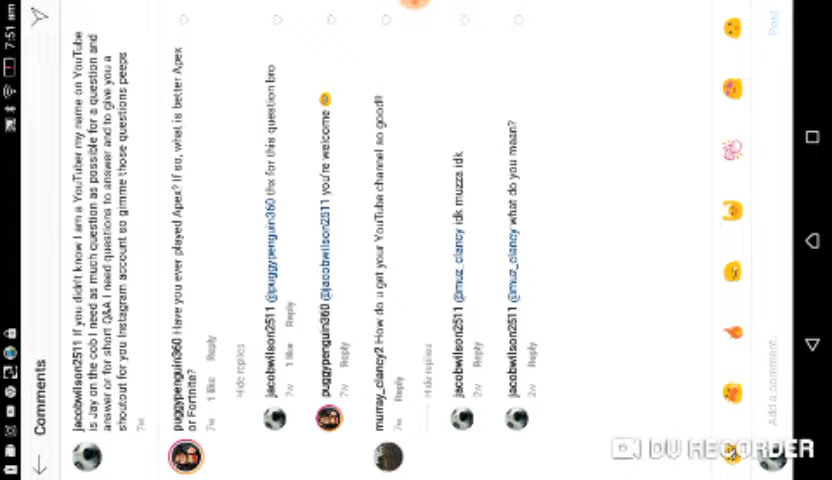 7:51 am
Comments
jacobwilson2511 If you didn't know I am a YouTuber my name on YouTube
is Jay on the cob I need as much question as possible for a question and
answer or for short Q&A I need questions to answer and to give you a
shoutout for you Instagram account so gimme those questions peeps
7w
puggypenguin360 Have you ever played Apex? If so, what is better Apex
or Fortnite?
7w 1 like Reply
Hide replies
jacobwilson2511 @puggypenguin360 thx for this question bro
7w 1 like Reply
puggypenguin360 @jacobwilson2511 you're welcome
7w Reply
murray_clancy2 How do u get your YouTube channel so good!!
7w Reply
Hide replies
jacobwilson2511 @muz_clancy idk muzza idk
2w Reply
jacobwilson2511 @muz_clancy what do you mean?
2w Reply
Add a comment...
Post
DU RECORDER